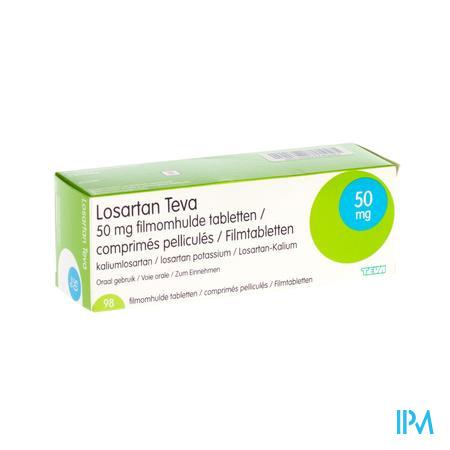 Losartan Teva
50 mg filmomhulde tabletten /
comprimés pelliculés / Filmtabletten
kaliumlosartan / losartan potassium / Losartan-Kalium
Oraal gebruik / Voie orale / Zum Einnehmen
98 filmomhulde tabletten / comprimés pelliculés / Filmtabletten
50
mg
TEVA
Losartan Teva
50
mg
IPM